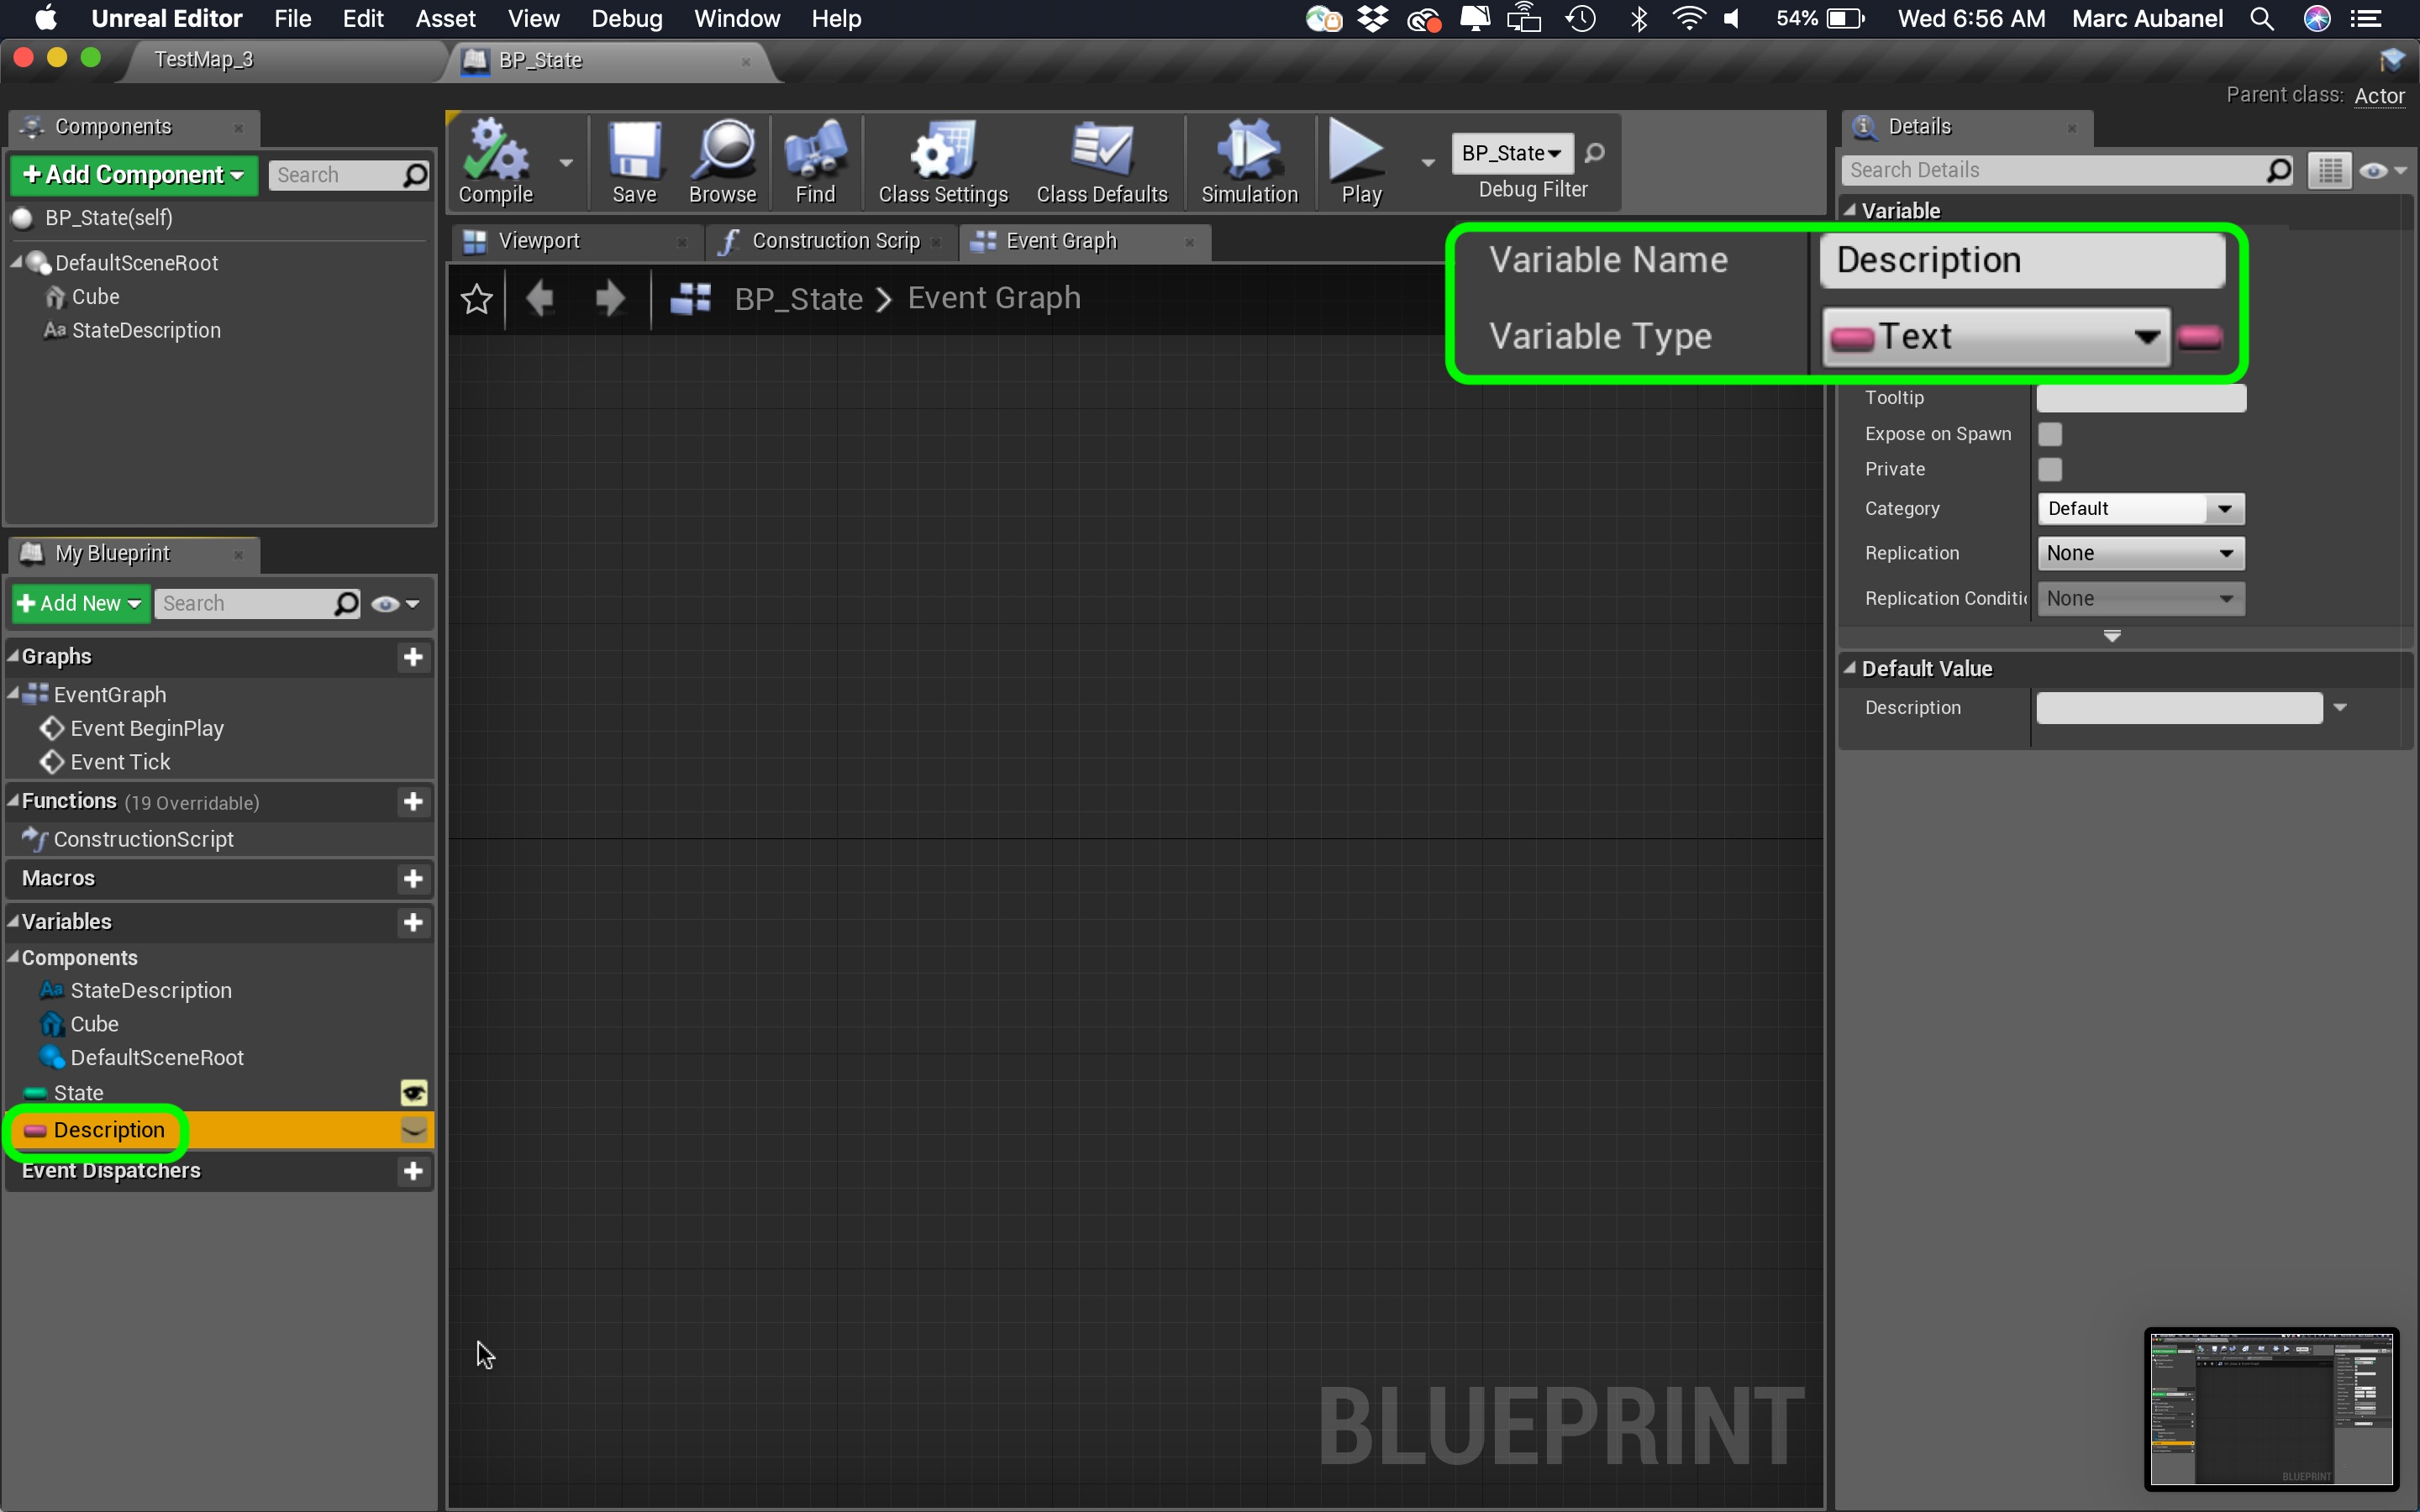 Unreal Editor File Edit Asset View Debug Window Help 54% Wed 6:56 AM Marc Aubanel
TestMap_3 BP_State
Parent class: Actor
Components
Add Component Search
BP_State(self)
DefaultSceneRoot
Cube
Aa StateDescription
My Blueprint
Add New Search
Graphs
EventGraph
Event BeginPlay
Event Tick
Functions (19 Overridable)
ConstructionScript
Macros
Variables
Components
Aa StateDescription
Cube
DefaultSceneRoot
State
Description
Event Dispatchers
Compile Save Browse Find Class Settings Class Defaults Simulation Play BP_State Debug Filter
Viewport Construction Scrip Event Graph
BP_State > Event Graph
BLUEPRINT
Details
Search Details
Variable
Variable Name Description
Variable Type Text
Tooltip
Expose on Spawn
Private
Category Default
Replication None
Replication Conditi None
Default Value
Description
BLUEPRINT